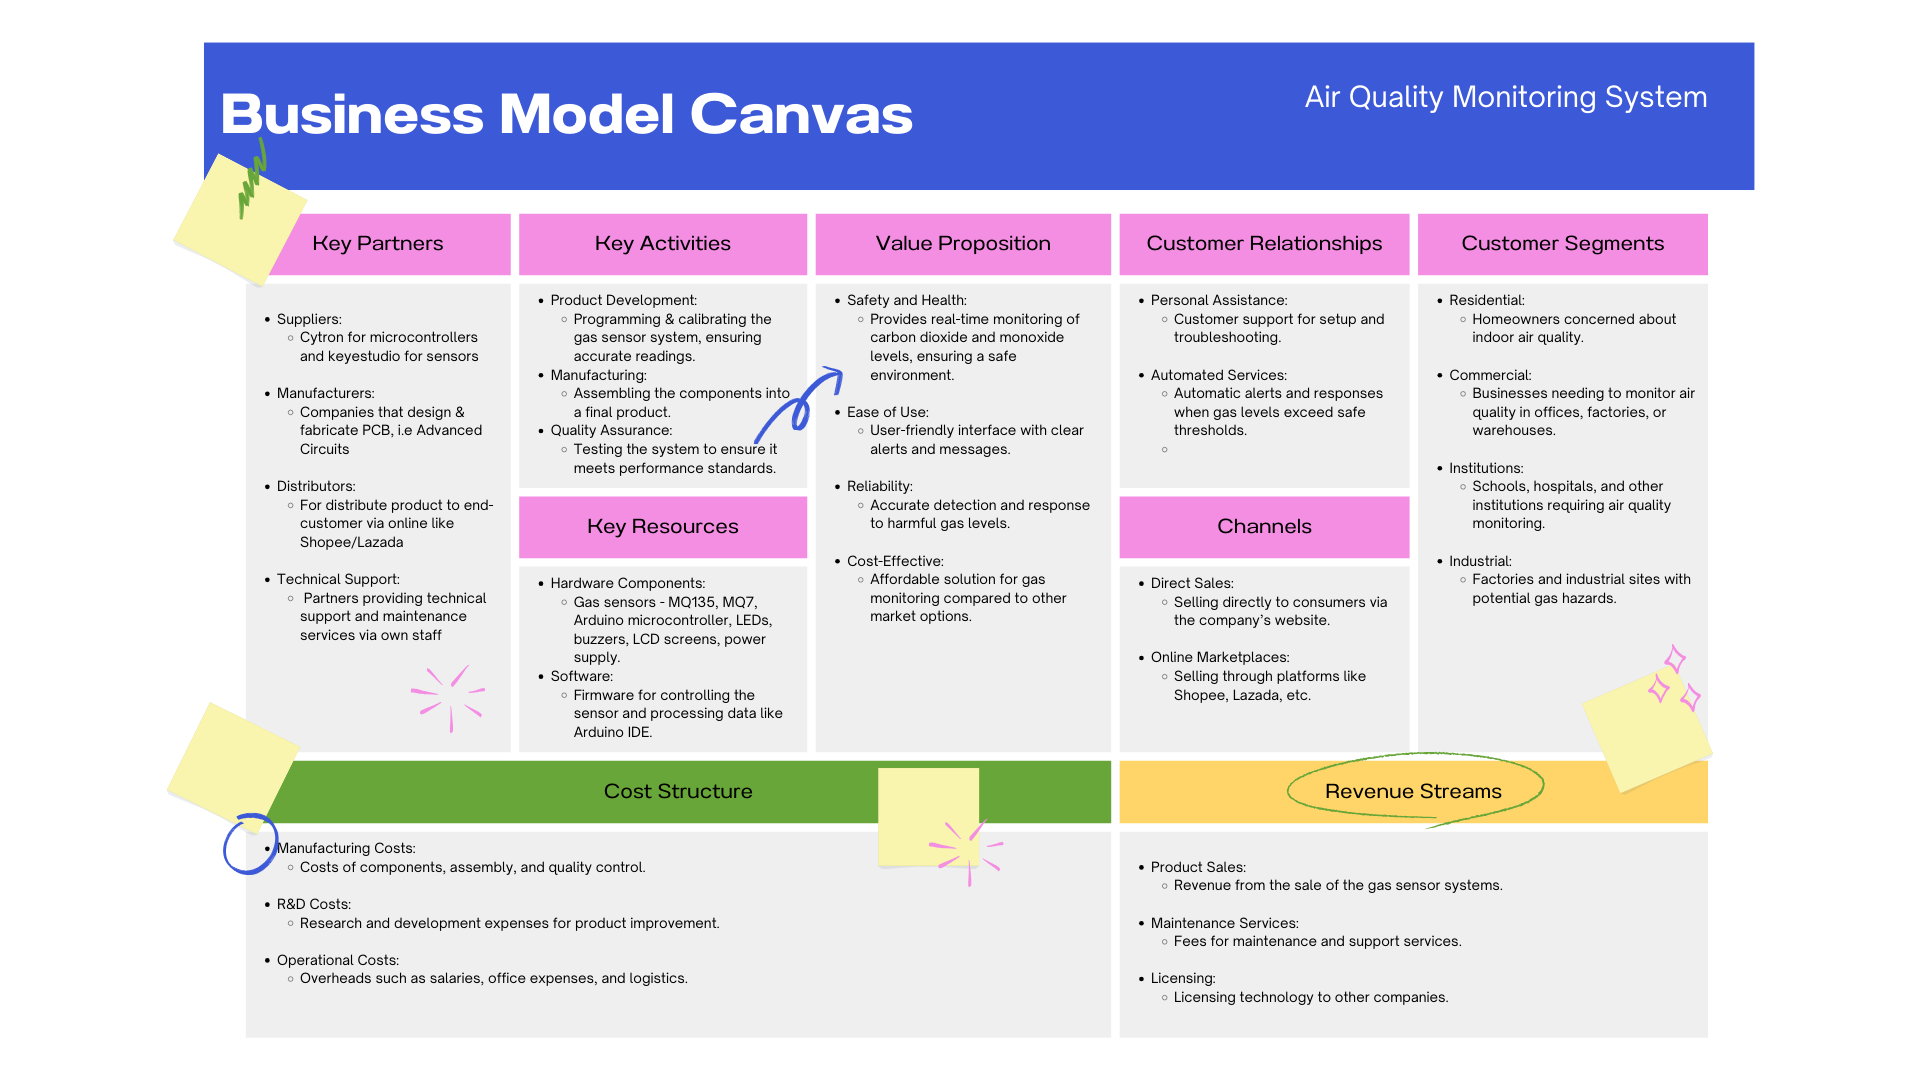 Business Model Canvas
Air Quality Monitoring System
Key Partners
Suppliers:
Cytron for microcontrollers
and keyestudio for sensors
Manufacturers:
Companies that design &
fabricate PCB, i.e Advanced
Circuits
Distributors:
For distribute product to end-
customer via online like
Shopee/Lazada
Technical Support:
Partners providing technical
support and maintenance
services via own staff
Key Activities
Product Development:
Programming & calibrating the
gas sensor system, ensuring
accurate readings.
Manufacturing:
Assembling the components into
a final product.
Quality Assurance:
Testing the system to ensure it
meets performance standards.
Key Resources
Hardware Components:
Gas sensors - MQ135, MQ7,
Arduino microcontroller, LEDs,
buzzers, LCD screens, power
supply.
Software:
Firmware for controlling the
sensor and processing data like
Arduino IDE.
Value Proposition
Safety and Health:
Provides real-time monitoring of
carbon dioxide and monoxide
levels, ensuring a safe
environment.
Ease of Use:
User-friendly interface with clear
alerts and messages.
Reliability:
Accurate detection and response
to harmful gas levels.
Cost-Effective:
Affordable solution for gas
monitoring compared to other
market options.
Customer Relationships
Personal Assistance:
Customer support for setup and
troubleshooting.
Automated Services:
Automatic alerts and responses
when gas levels exceed safe
thresholds.
Channels
Direct Sales:
Selling directly to consumers via
the company’s website.
Online Marketplaces:
Selling through platforms like
Shopee, Lazada, etc.
Customer Segments
Residential:
Homeowners concerned about
indoor air quality.
Commercial:
Businesses needing to monitor air
quality in offices, factories, or
warehouses.
Institutions:
Schools, hospitals, and other
institutions requiring air quality
monitoring.
Industrial:
Factories and industrial sites with
potential gas hazards.
Cost Structure
Manufacturing Costs:
Costs of components, assembly, and quality control.
R&D Costs:
Research and development expenses for product improvement.
Operational Costs:
Overheads such as salaries, office expenses, and logistics.
Revenue Streams
Product Sales:
Revenue from the sale of the gas sensor systems.
Maintenance Services:
Fees for maintenance and support services.
Licensing:
Licensing technology to other companies.